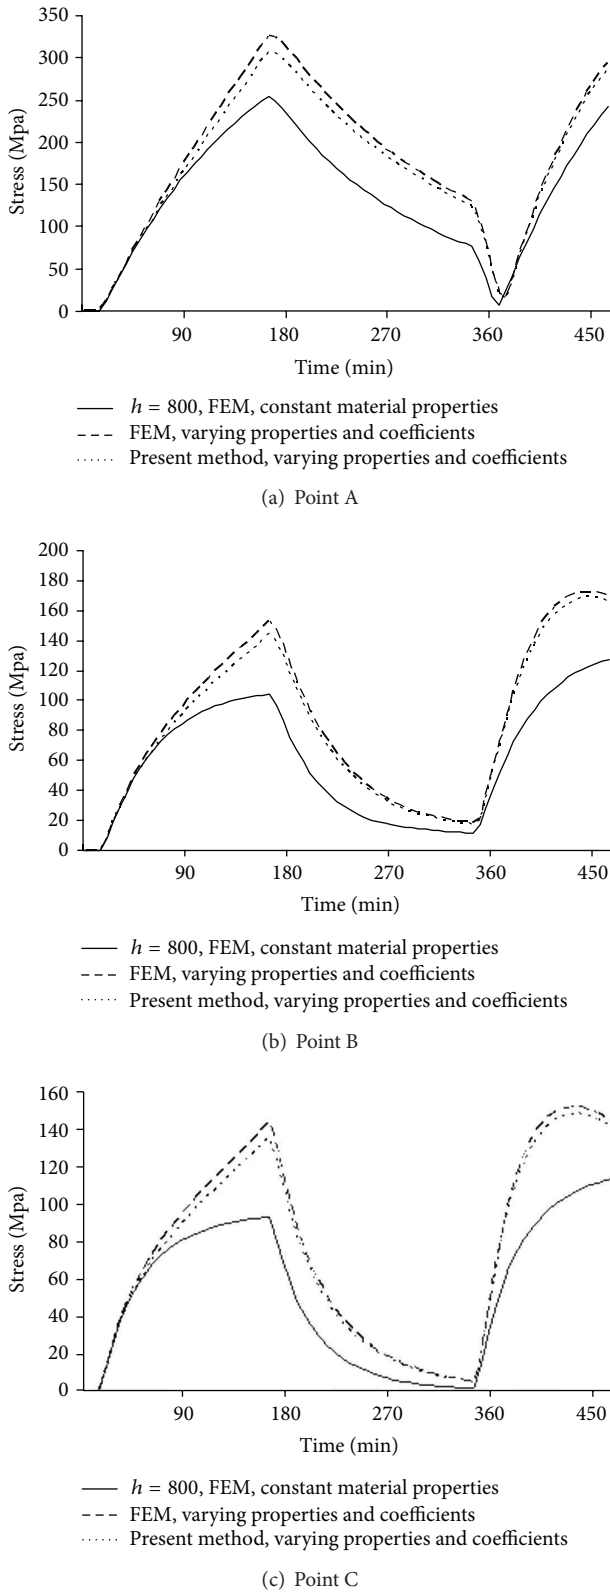 350
300
250
200
150
100
50
0
Stress (Mpa)
90
180
270
360
450
Time (min)
h = 800, FEM, constant material properties
FEM, varying properties and coefficients
Present method, varying properties and coefficients
(a) Point A
200
180
160
140
120
100
80
60
40
20
0
Stress (Mpa)
90
180
270
360
450
Time (min)
h = 800, FEM, constant material properties
FEM, varying properties and coefficients
Present method, varying properties and coefficients
(b) Point B
160
140
120
100
80
60
40
20
0
Stress (Mpa)
90
180
270
360
450
Time (min)
h = 800, FEM, constant material properties
FEM, varying properties and coefficients
Present method, varying properties and coefficients
(c) Point C